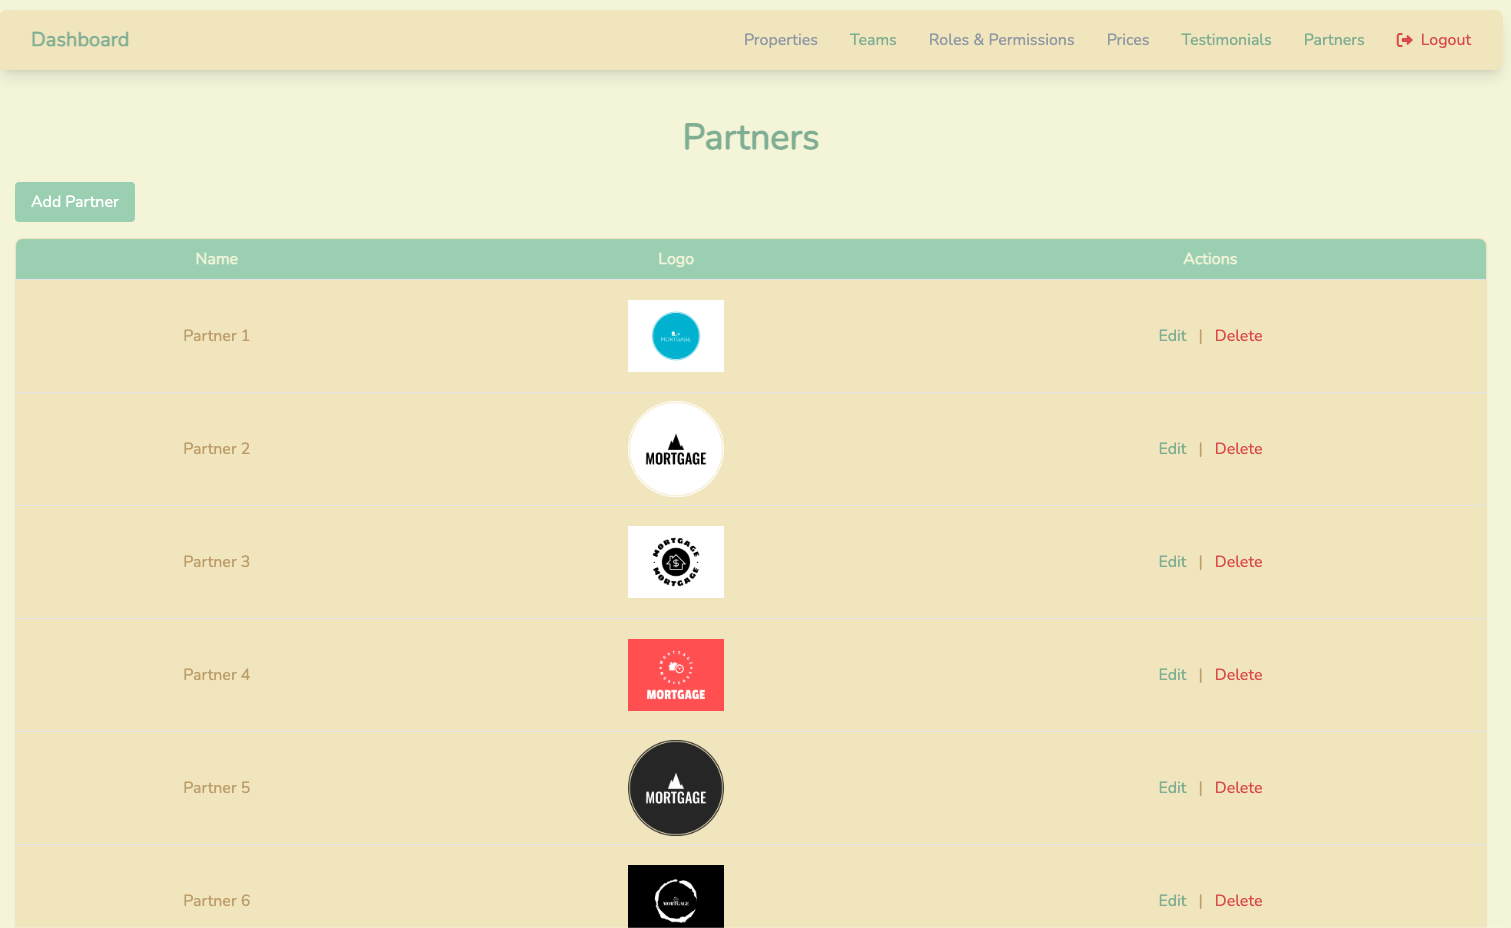 Dashboard Properties Teams Roles & Permissions Prices Testimonials Partners Logout
Partners
Add Partner
Name Logo Actions
Partner 1 MORTGAGE Edit | Delete
Partner 2 MORTGAGE Edit | Delete
Partner 3 MORTGAGE MORTGAGE Edit | Delete
Partner 4 MORTGAGE Edit | Delete
Partner 5 MORTGAGE Edit | Delete
Partner 6 MORTGAGE Edit | Delete